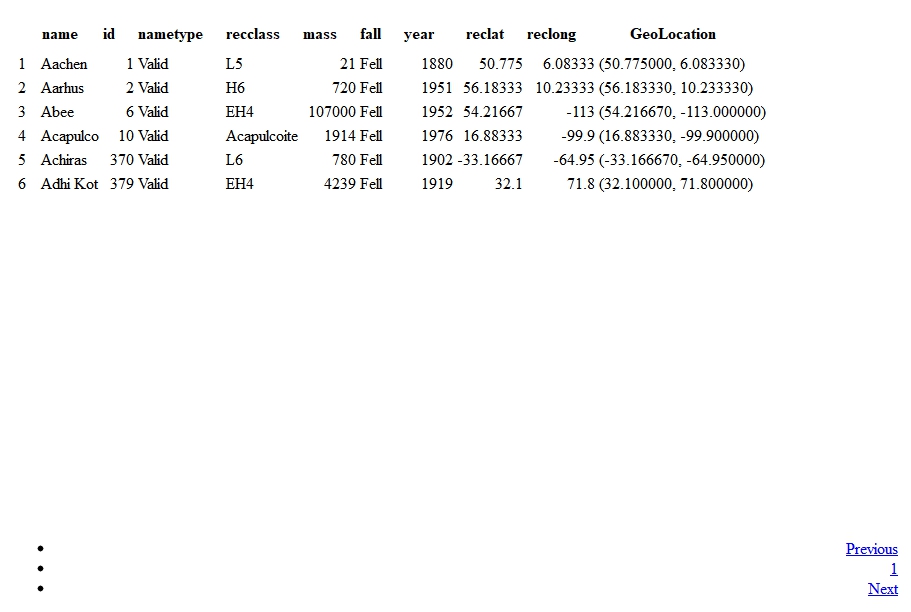 name id nametype recclass mass fall year reclat reclong GeoLocation
1 Aachen 1 Valid L5 21 Fell 1880 50.775 6.08333 (50.775000, 6.083330)
2 Aarhus 2 Valid H6 720 Fell 1951 56.18333 10.23333 (56.183330, 10.233330)
3 Abee 6 Valid EH4 107000 Fell 1952 54.21667 -113 (54.216670, -113.000000)
4 Acapulco 10 Valid Acapulcoite 1914 Fell 1976 16.88333 -99.9 (16.883330, -99.900000)
5 Achiras 370 Valid L6 780 Fell 1902 -33.16667 -64.95 (-33.166670, -64.950000)
6 Adhi Kot 379 Valid EH4 4239 Fell 1919 32.1 71.8 (32.100000, 71.800000)
Previous
1
Next